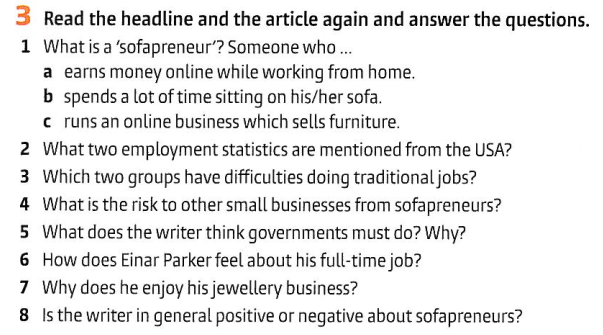 3 Read the headline and the article again and answer the questions.
1 What is a ‘sofapreneur’? Someone who ...
a earns money online while working from home.
b spends a lot of time sitting on his/her sofa.
c runs an online business which sells furniture.
2 What two employment statistics are mentioned from the USA?
3 Which two groups have difficulties doing traditional jobs?
4 What is the risk to other small businesses from sofapreneurs?
5 What does the writer think governments must do? Why?
6 How does Einar Parker feel about his full-time job?
7 Why does he enjoy his jewellery business?
8 Is the writer in general positive or negative about sofapreneurs?